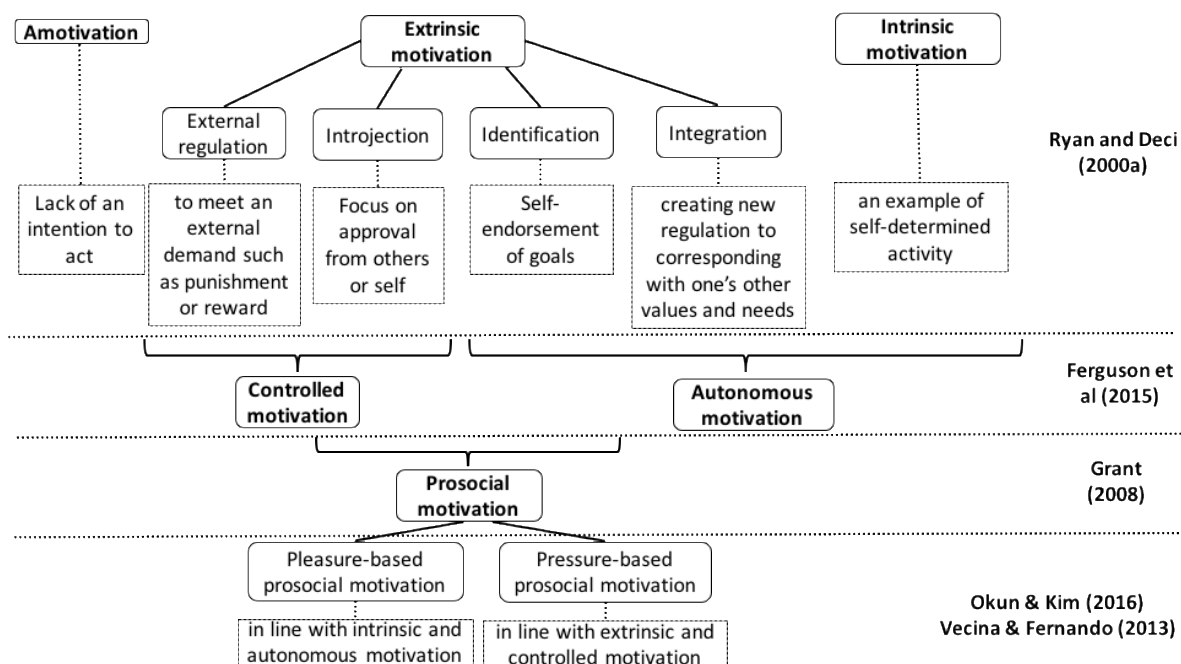 Amotivation
Extrinsic
motivation
Intrinsic
motivation
External
regulation
Introjection
Identification
Integration
Ryan and Deci
(2000a)
Lack of an
intention to
act
to meet an
external
demand such
as punishment
or reward
Focus on
approval
from others
or self
Self-
endorsement
of goals
creating new
regulation to
corresponding
with one's other
values and needs
an example of
self-determined
activity
Controlled
motivation
Autonomous
motivation
Ferguson et
al (2015)
Prosocial
motivation
Grant
(2008)
Pleasure-based
prosocial motivation
Pressure-based
prosocial motivation
in line with intrinsic and
autonomous motivation
in line with extrinsic and
controlled motivation
Okun & Kim (2016)
Vecina & Fernando (2013)